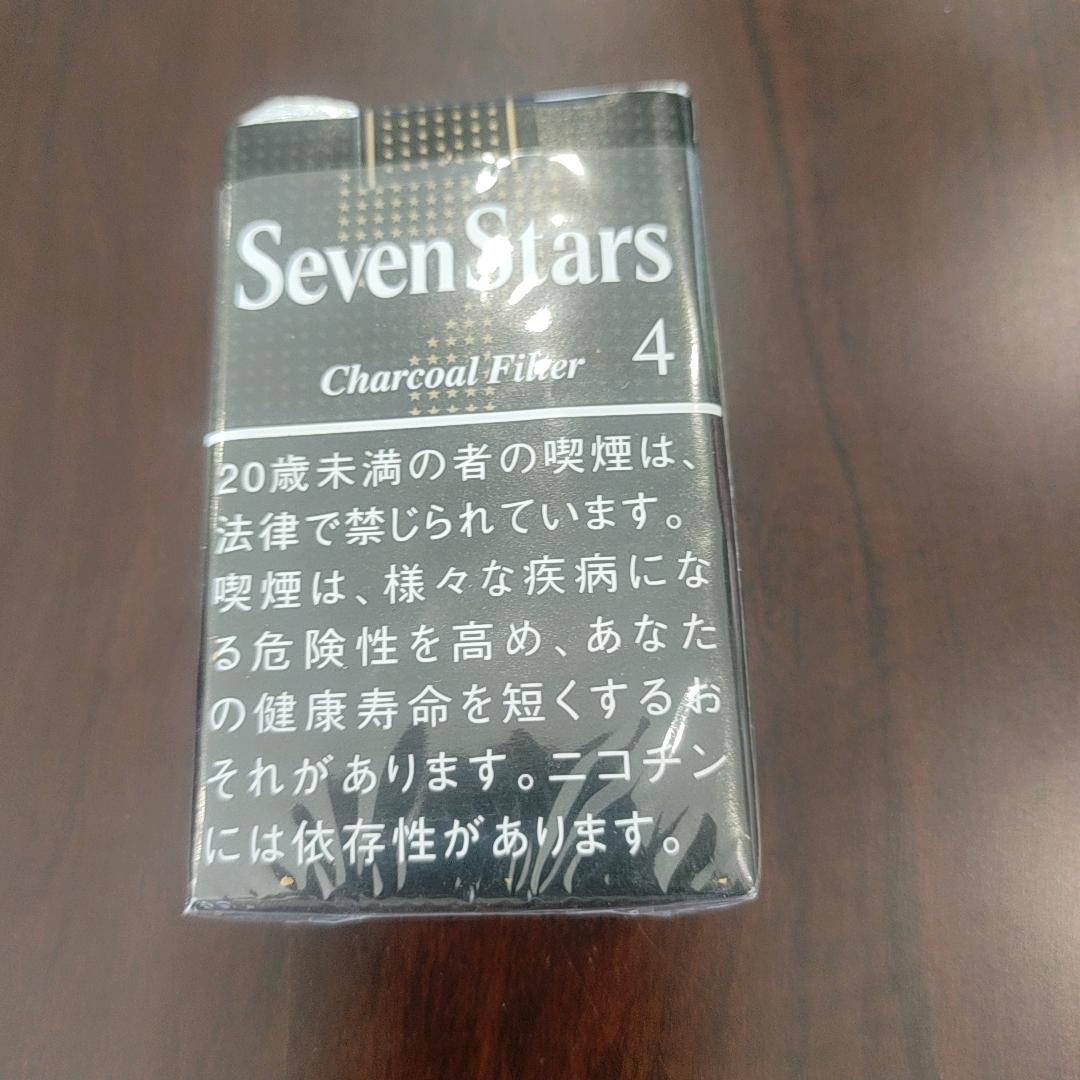 Seven Stars
4
Charcoal Filter
20歳未満の者の喫煙は、
法律で禁じられています。
喫煙は、様々な疾病にな
る危険性を高め、あなた
の健康寿命を短くするお
それがあります。ニコチン
には依存性があります。